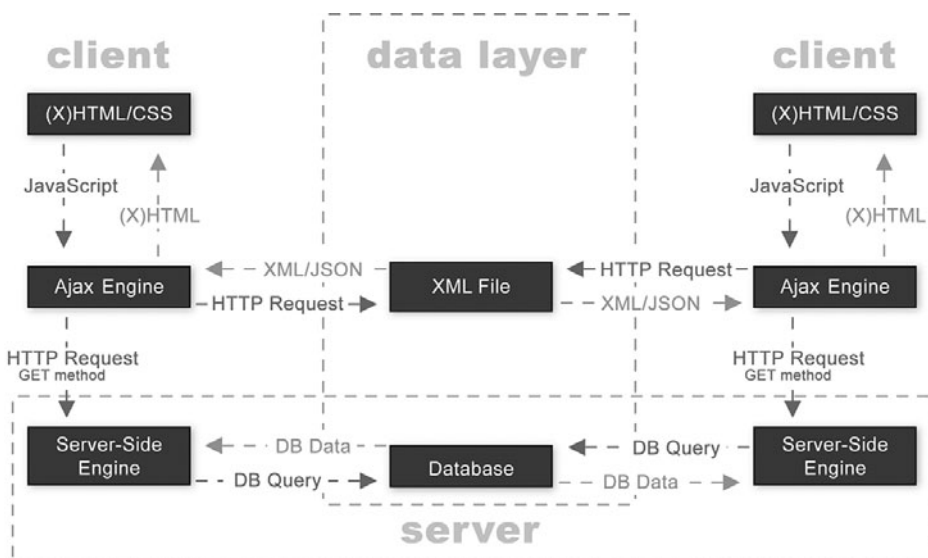 client
data layer
client
(X)HTML/CSS
(X)HTML/CSS
JavaScript
(X)HTML
JavaScript
(X)HTML
Ajax Engine
XML/JSON
HTTP Request
XML File
HTTP Request
XML/JSON
Ajax Engine
HTTP Request
GET method
HTTP Request
GET method
Server-Side
Engine
DB Data
DB Query
Database
DB Query
DB Data
Server-Side
Engine
server